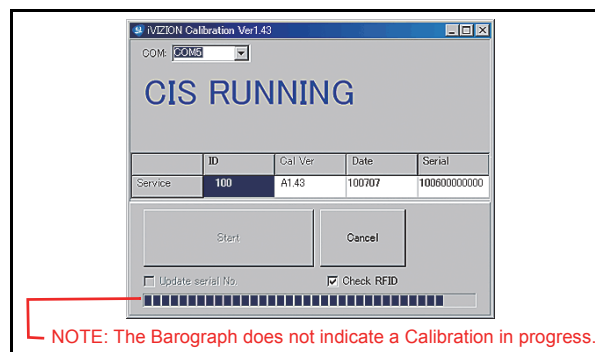 iVIZION Calibration Ver1.43
COM: COM5
CIS RUNNING
ID Cal Ver Date Serial
Service 100 A1.43 100707 100600000000
Start Cancel
Update serial No. Check RFID
NOTE: The Barograph does not indicate a Calibration in progress.